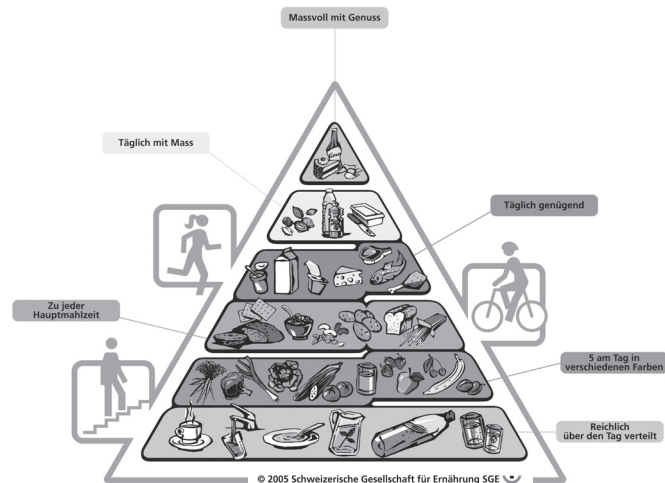 Massvoll mit Genuss
Täglich mit Mass
Täglich genügend
Zu jeder
Hauptmahlzeit
5 am Tag in
verschiedenen Farben
Reichlich
über den Tag verteilt
© 2005 Schweizerische Gesellschaft für Ernährung SGE